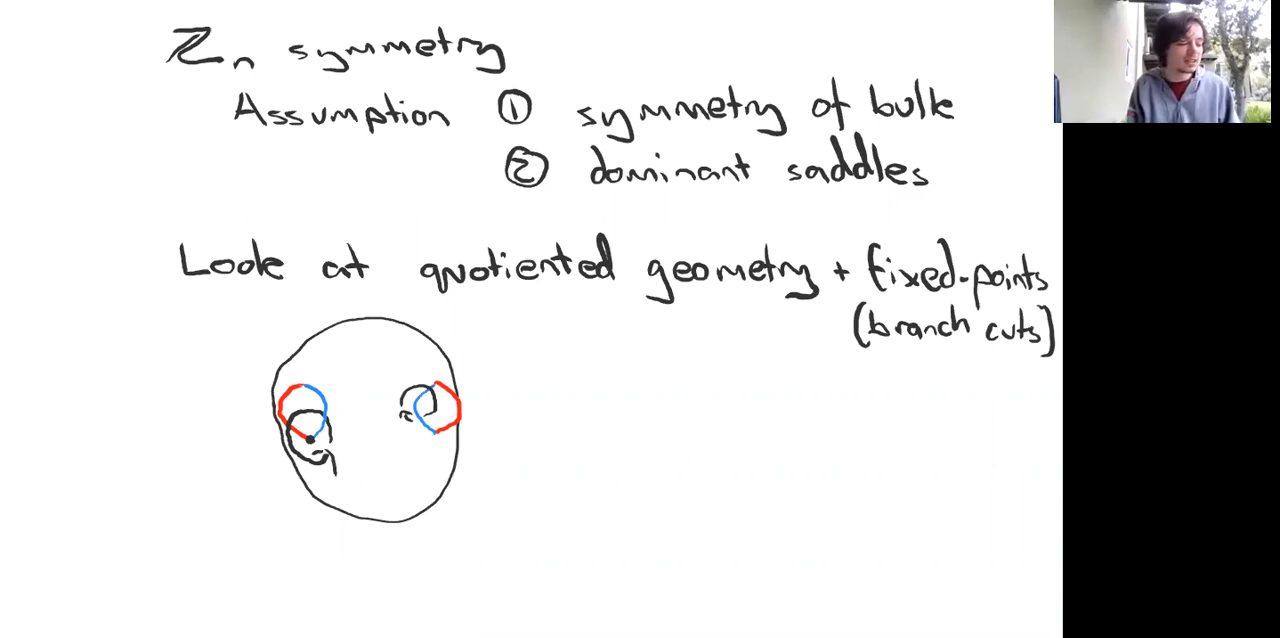 ℤn symmetry
Assumption ① symmetry of bulk
② dominant saddles
Look at quotiented geometry + fixed-points
(branch cuts)